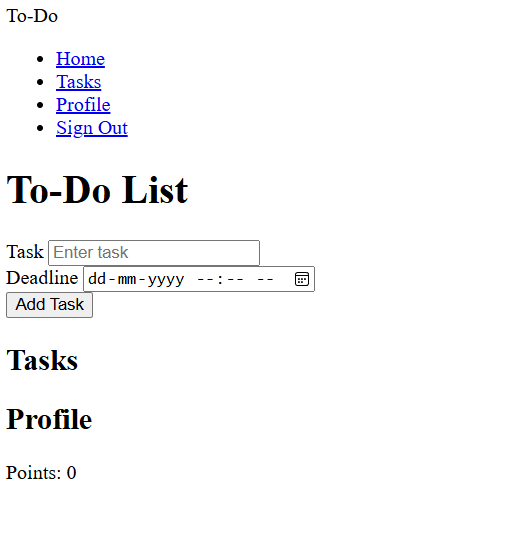 To-Do
Home
Tasks
Profile
Sign Out
To-Do List
Task Enter task
Deadline dd-mm-yyyy --:-- --
Add Task
Tasks
Profile
Points: 0